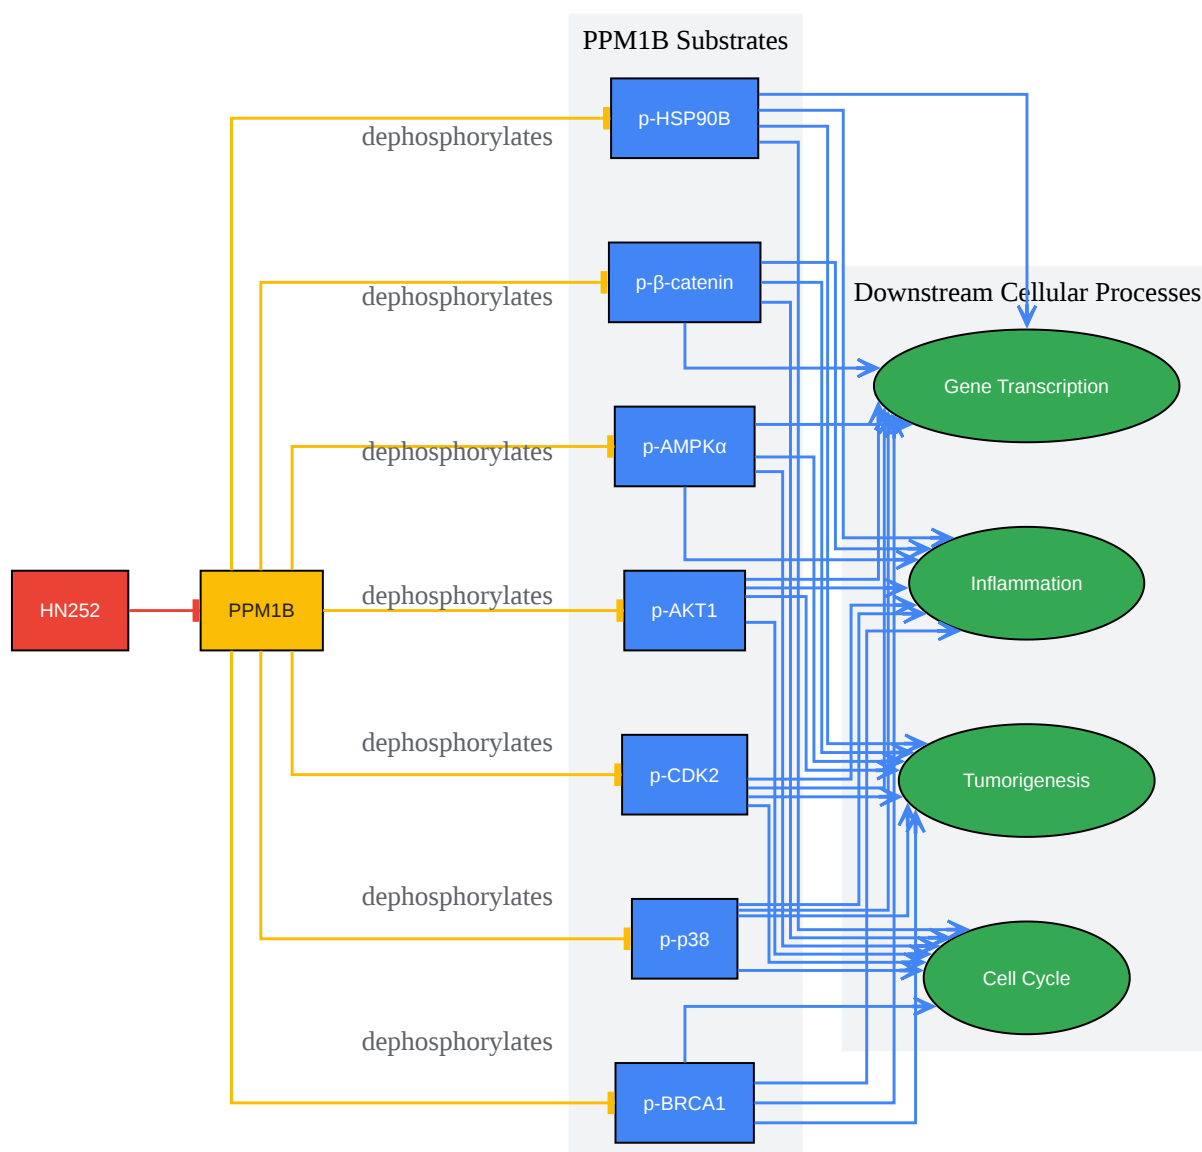 PPM1B Substrates
p-HSP90B
dephosphorylates
p-β-catenin
dephosphorylates
Downstream Cellular Processes
Gene Transcription
p-AMPKα
dephosphorylates
Inflammation
HN252
PPM1B
dephosphorylates
p-AKT1
dephosphorylates
p-CDK2
Tumorigenesis
dephosphorylates
p-p38
Cell Cycle
dephosphorylates
p-BRCA1